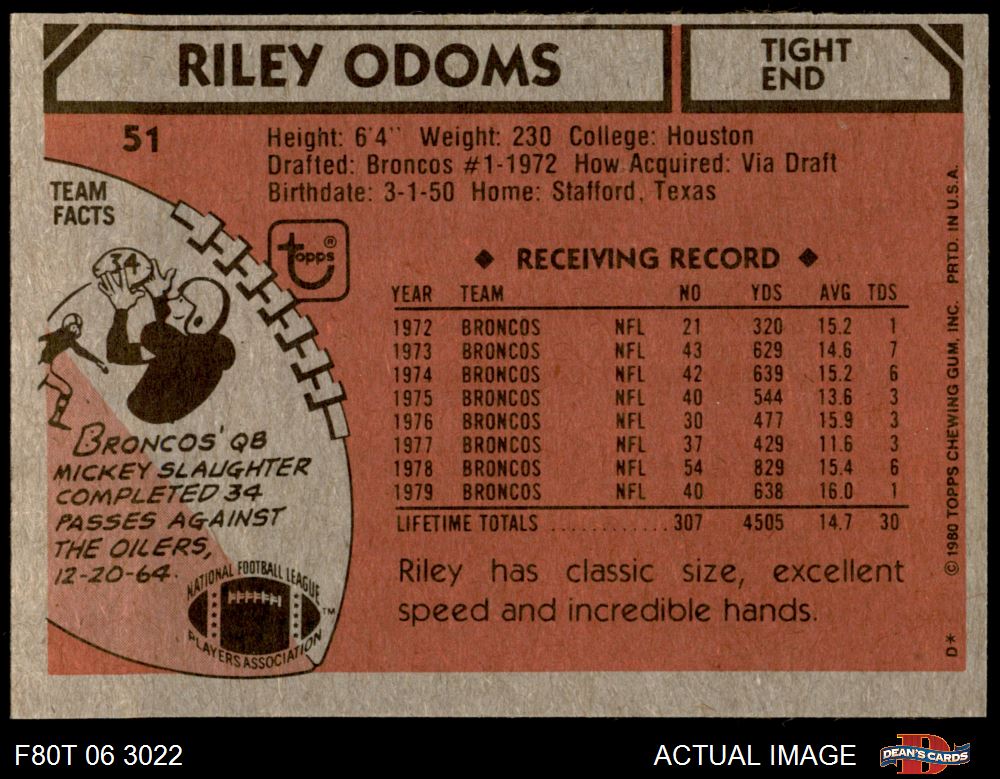 RILEY ODOMS
TIGHT
END
51
Height: 6'4" Weight: 230 College: Houston
Drafted: Broncos #1-1972 How Acquired: Via Draft
Birthdate: 3-1-50 Home: Stafford, Texas
TEAM
FACTS
34
BRONCOS' QB
MICKEY SLAUGHTER
COMPLETED 34
PASSES AGAINST
THE OILERS,
12-20-64.
NATIONAL FOOTBALL LEAGUE
PLAYERS ASSOCIATION
™
topps®
◆ RECEIVING RECORD ◆
YEAR TEAM NO YDS AVG TDS
1972 BRONCOS NFL 21 320 15.2 1
1973 BRONCOS NFL 43 629 14.6 7
1974 BRONCOS NFL 42 639 15.2 6
1975 BRONCOS NFL 40 544 13.6 3
1976 BRONCOS NFL 30 477 15.9 3
1977 BRONCOS NFL 37 429 11.6 3
1978 BRONCOS NFL 54 829 15.4 6
1979 BRONCOS NFL 40 638 16.0 1
LIFETIME TOTALS ............ 307 4505 14.7 30
Riley has classic size, excellent
speed and incredible hands.
D* © 1980 TOPPS CHEWING GUM, INC. PRTD. IN U.S.A.
F80T 06 3022
ACTUAL IMAGE
D
DEAN'S CARDS